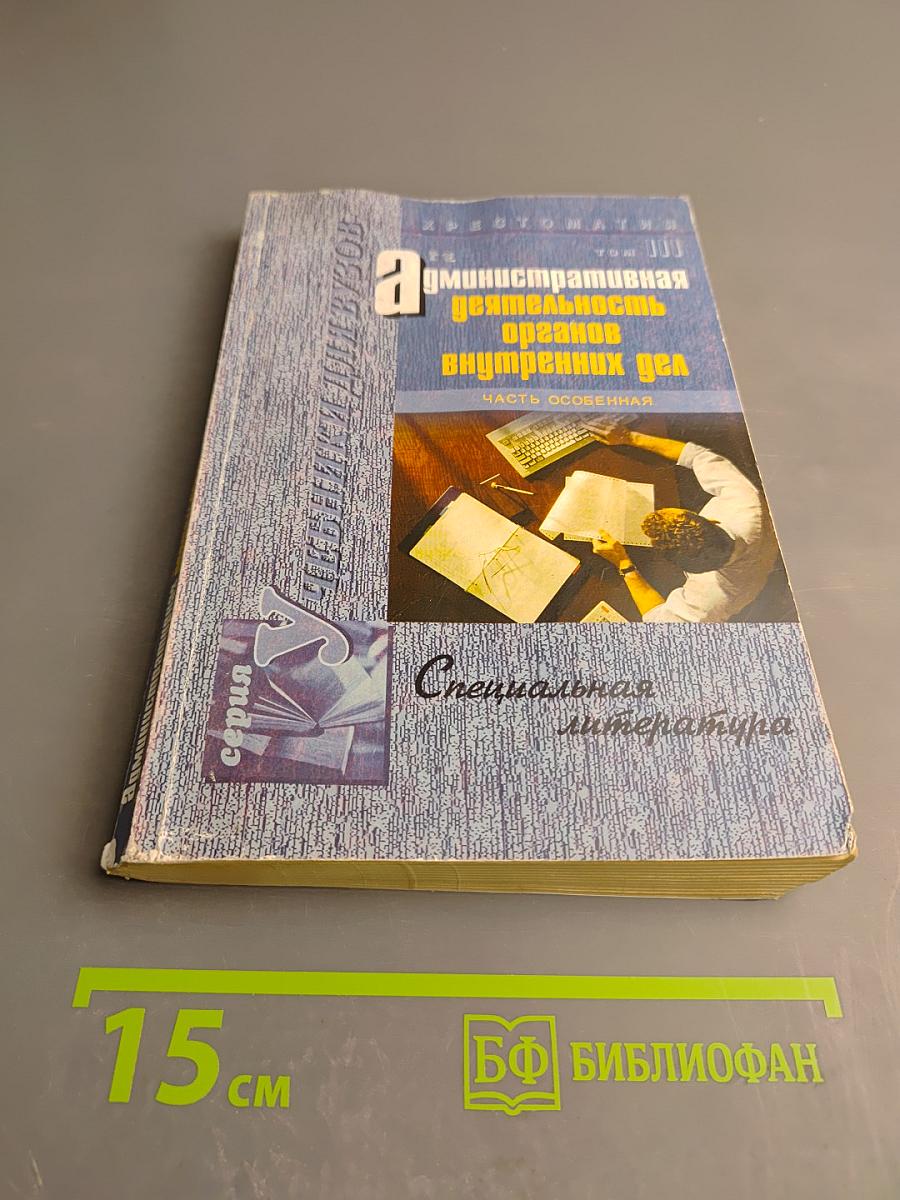 ХРЕСТОМАТИЯ
том III
Административная
деятельность
органов
внутренних дел
ЧАСТЬ ОСОБЕННАЯ
серия
УЧЕБНИКИ ДЛЯ ВУЗОВ
Специальная
литература
15 см
БФ БИБЛИОФАН